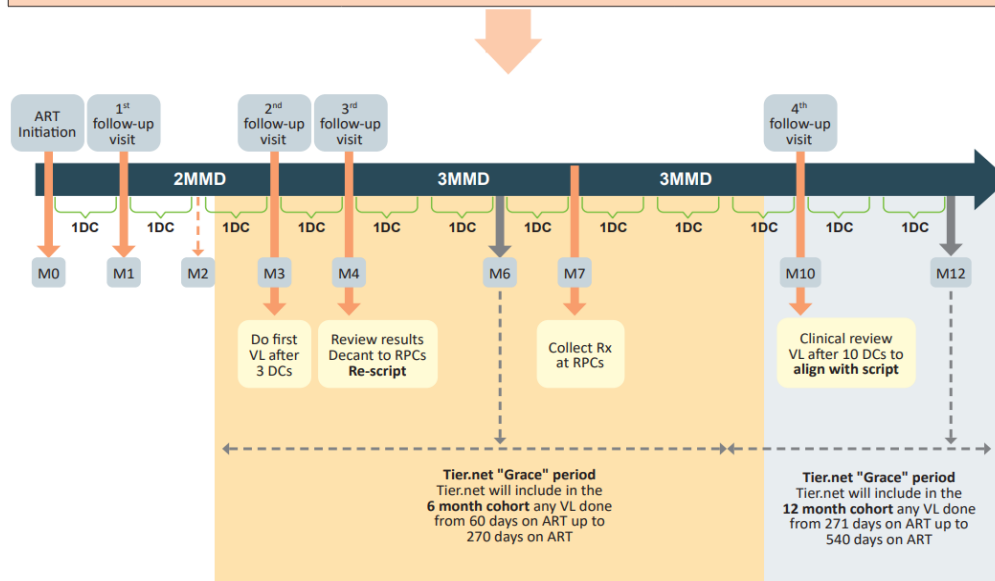 ART
Initiation
1st
follow-up
visit
2nd
follow-up
visit
3rd
follow-up
visit
4th
follow-up
visit
2MMD
3MMD
3MMD
1DC
1DC
1DC
1DC
1DC
1DC
1DC
1DC
1DC
1DC
1DC
1DC
M0
M1
M2
M3
M4
M6
M7
M10
M12
Do first
VL after
3 DCs
Review results
Decant to RPCs
Re-script
Collect Rx
at RPCs
Clinical review
VL after 10 DCs to
align with script
Tier.net "Grace" period
Tier.net will include in the
6 month cohort any VL done
from 60 days on ART up to
270 days on ART
Tier.net "Grace" period
Tier.net will include in the
12 month cohort any VL done
from 271 days on ART up to
540 days on ART